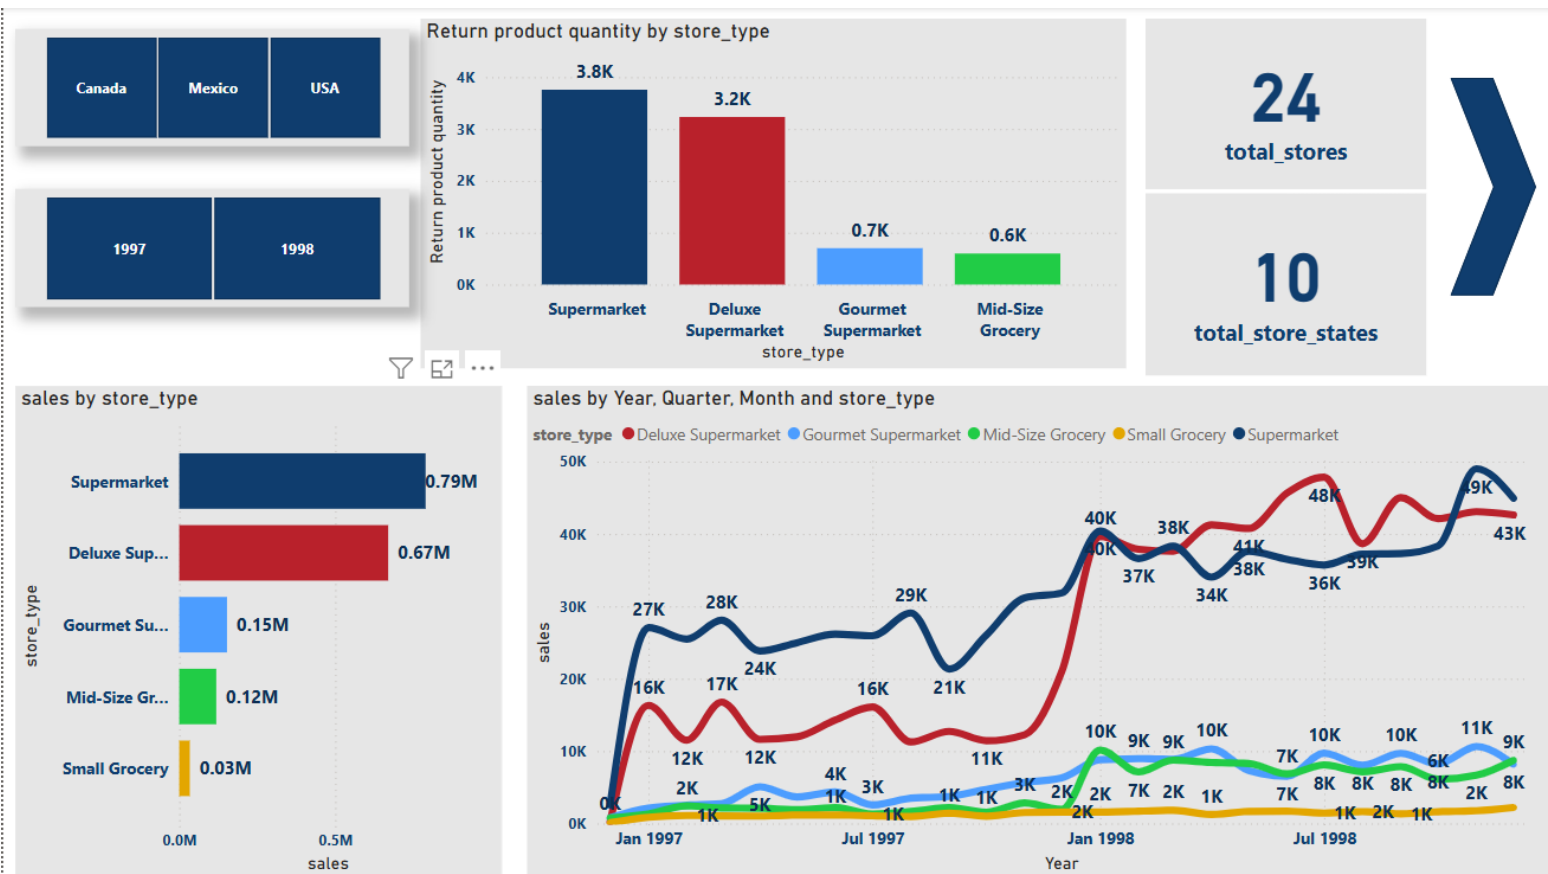 Canada Mexico USA
1997 1998
Return product quantity by store_type
Return product quantity
4K
3K
2K
1K
0K
3.8K
3.2K
0.7K
0.6K
Supermarket
Deluxe
Supermarket
Gourmet
Supermarket
Mid-Size
Grocery
store_type
24
total_stores
10
total_store_states
sales by store_type
store_type
Supermarket 0.79M
Deluxe Sup... 0.67M
Gourmet Su... 0.15M
Mid-Size Gr... 0.12M
Small Grocery 0.03M
0.0M 0.5M
sales
sales by Year, Quarter, Month and store_type
store_type Deluxe Supermarket Gourmet Supermarket Mid-Size Grocery Small Grocery Supermarket
sales
50K
40K
30K
20K
10K
0K
0K
27K 28K 24K 29K 21K 40K 37K 38K 34K 38K 36K 39K 49K
16K 12K 17K 12K 16K 11K 40K 41K 48K 43K
2K 5K 4K 3K 3K 9K 10K 7K 10K 10K 11K 9K
1K 1K 2K 10K 7K 9K 7K 8K 8K 8K 6K 8K 8K
1K 1K 1K 2K 2K 2K 1K 1K 2K 1K 2K
Jan 1997 Jul 1997 Jan 1998 Jul 1998
Year